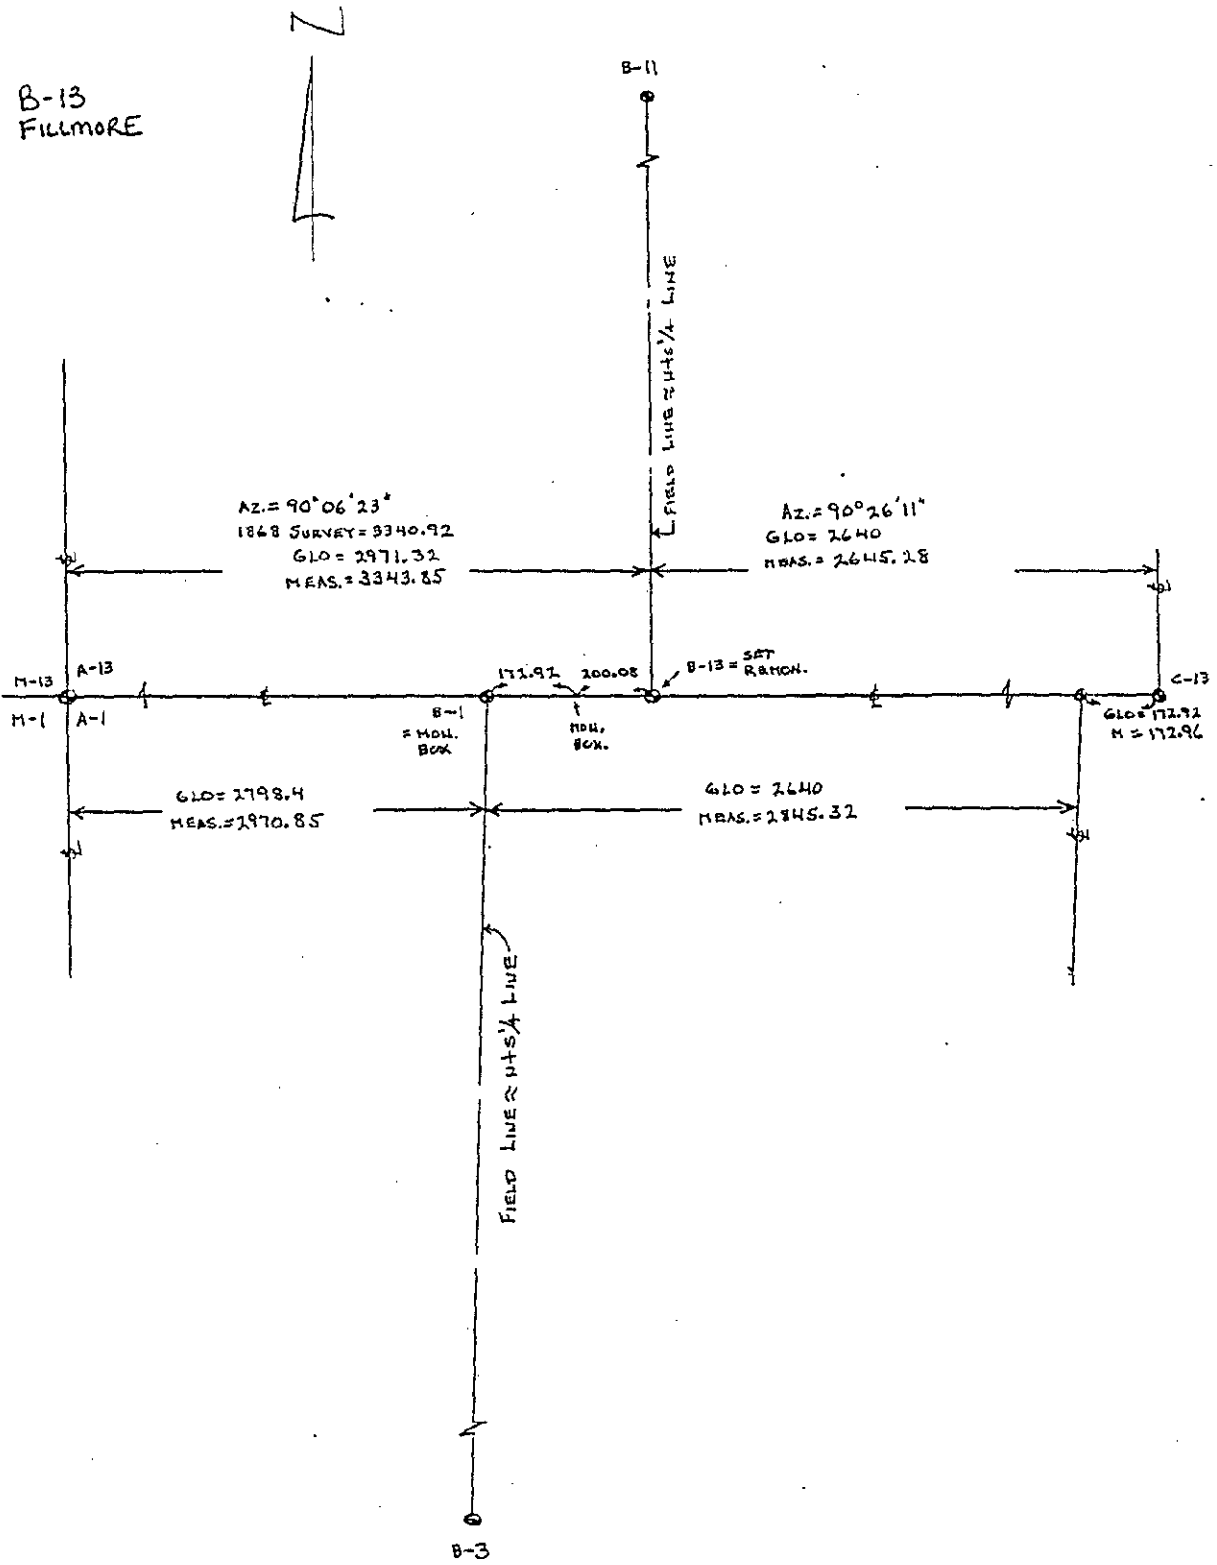 N
B-13
FILLMORE
B-11
FIELD LINE ≈ N+S 1/4 LINE
AZ. = 90°06'23"
1868 SURVEY = 3340.92
GLO = 2971.32
MEAS. = 3343.85
AZ. = 90°26'11"
GLO = 2640
MEAS. = 2645.28
M-13 A-13
M-1 A-1
172.92 200.08
B-13 = SET
R&MON.
C-13
B-1
= MON.
BOX
MON.
BOX.
GLO = 172.92
M = 172.96
GLO = 2798.4
MEAS. = 2970.85
GLO = 2640
MEAS. = 2845.32
FIELD LINE ≈ N+S 1/4 LINE
B-3